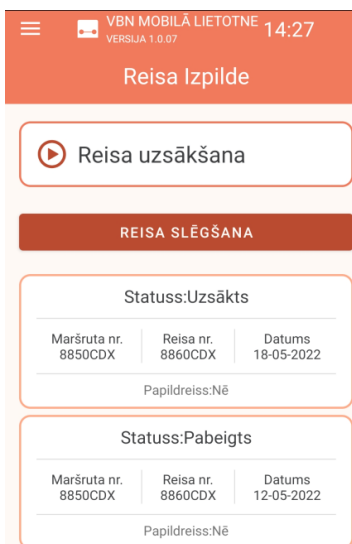 VBN MOBILĀ LIETOTNE 14:27
VERSIJA 1.0.07
Reisa Izpilde
Reisa uzsākšana
REISA SLĒGŠANA
Statuss:Uzsākts
Maršruta nr. Reisa nr. Datums
8850CDX 8860CDX 18-05-2022
Papildreiss:Nē
Statuss:Pabeigts
Maršruta nr. Reisa nr. Datums
8850CDX 8860CDX 12-05-2022
Papildreiss:Nē